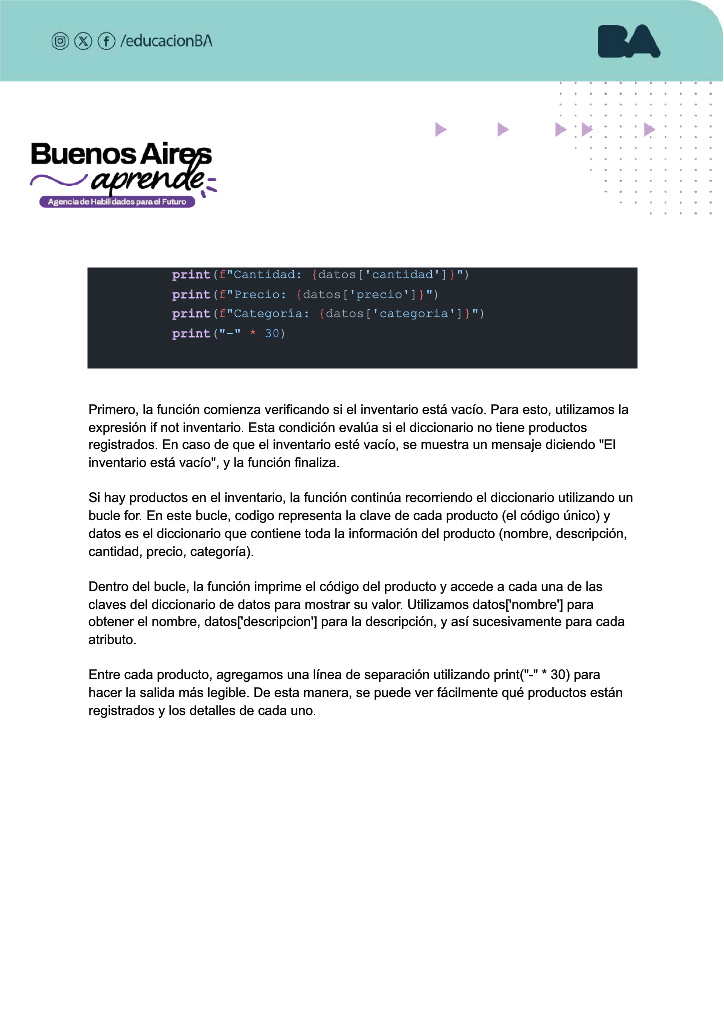 /educacionBA
BA
Buenos Aires
aprende
Agencia de Habilidades para el Futuro
print(f"Cantidad: {datos['cantidad']}")
print(f"Precio: {datos['precio']}")
print(f"Categoría: {datos['categoria']}")
print("-" * 30)
Primero, la función comienza verificando si el inventario está vacío. Para esto, utilizamos la
expresión if not inventario. Esta condición evalúa si el diccionario no tiene productos
registrados. En caso de que el inventario esté vacío, se muestra un mensaje diciendo "El
inventario está vacío", y la función finaliza.
Si hay productos en el inventario, la función continúa recorriendo el diccionario utilizando un
bucle for. En este bucle, codigo representa la clave de cada producto (el código único) y
datos es el diccionario que contiene toda la información del producto (nombre, descripción,
cantidad, precio, categoría).
Dentro del bucle, la función imprime el código del producto y accede a cada una de las
claves del diccionario de datos para mostrar su valor. Utilizamos datos['nombre'] para
obtener el nombre, datos['descripcion'] para la descripción, y así sucesivamente para cada
atributo.
Entre cada producto, agregamos una línea de separación utilizando print("-" * 30) para
hacer la salida más legible. De esta manera, se puede ver fácilmente qué productos están
registrados y los detalles de cada uno.